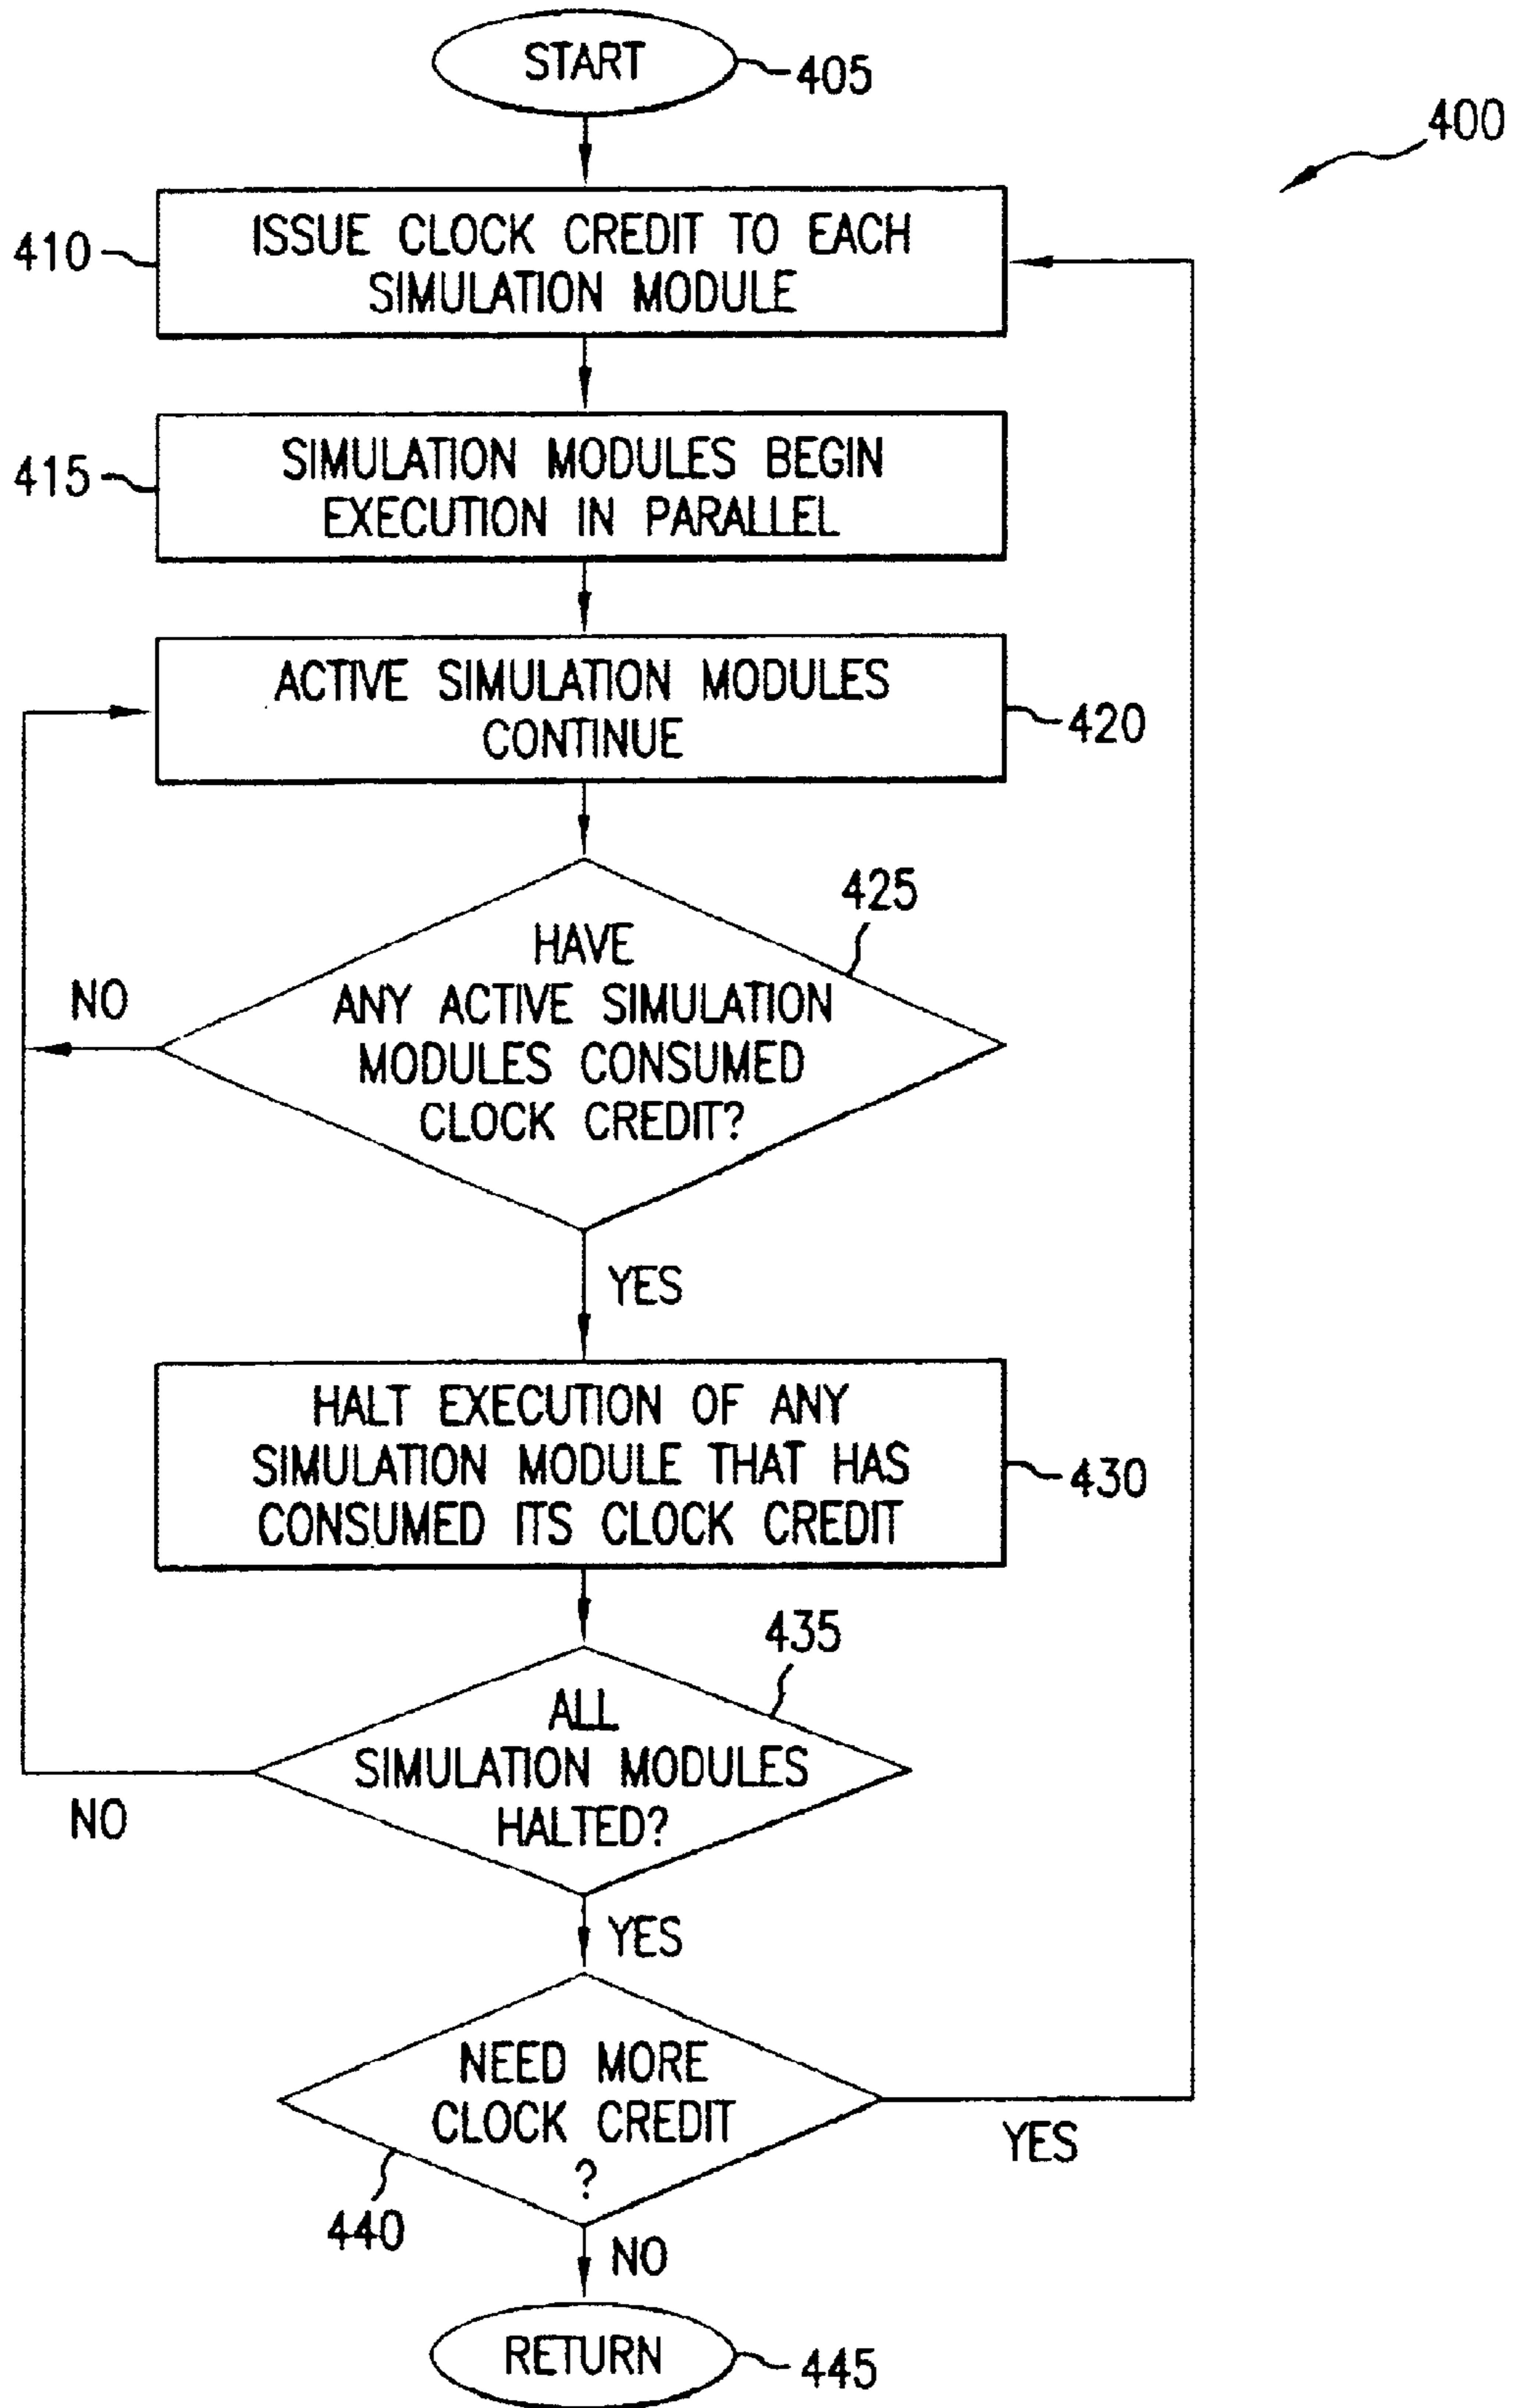 START
405
400
410
ISSUE CLOCK CREDIT TO EACH
SIMULATION MODULE
415
SIMULATION MODULES BEGIN
EXECUTION IN PARALLEL
ACTIVE SIMULATION MODULES
CONTINUE
420
425
HAVE
ANY ACTIVE SIMULATION
MODULES CONSUMED
CLOCK CREDIT?
NO
YES
HALT EXECUTION OF ANY
SIMULATION MODULE THAT HAS
CONSUMED ITS CLOCK CREDIT
430
435
ALL
SIMULATION MODULES
HALTED?
NO
YES
NEED MORE
CLOCK CREDIT
?
YES
440
NO
RETURN
445